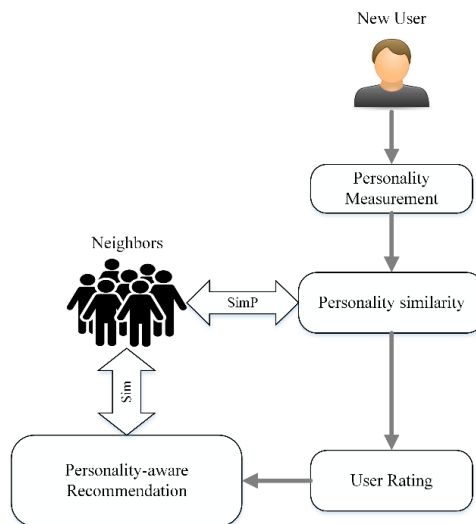 New User
Personality
Measurement
Neighbors
SimP
Personality similarity
Sim
Personality-aware
Recommendation
User Rating